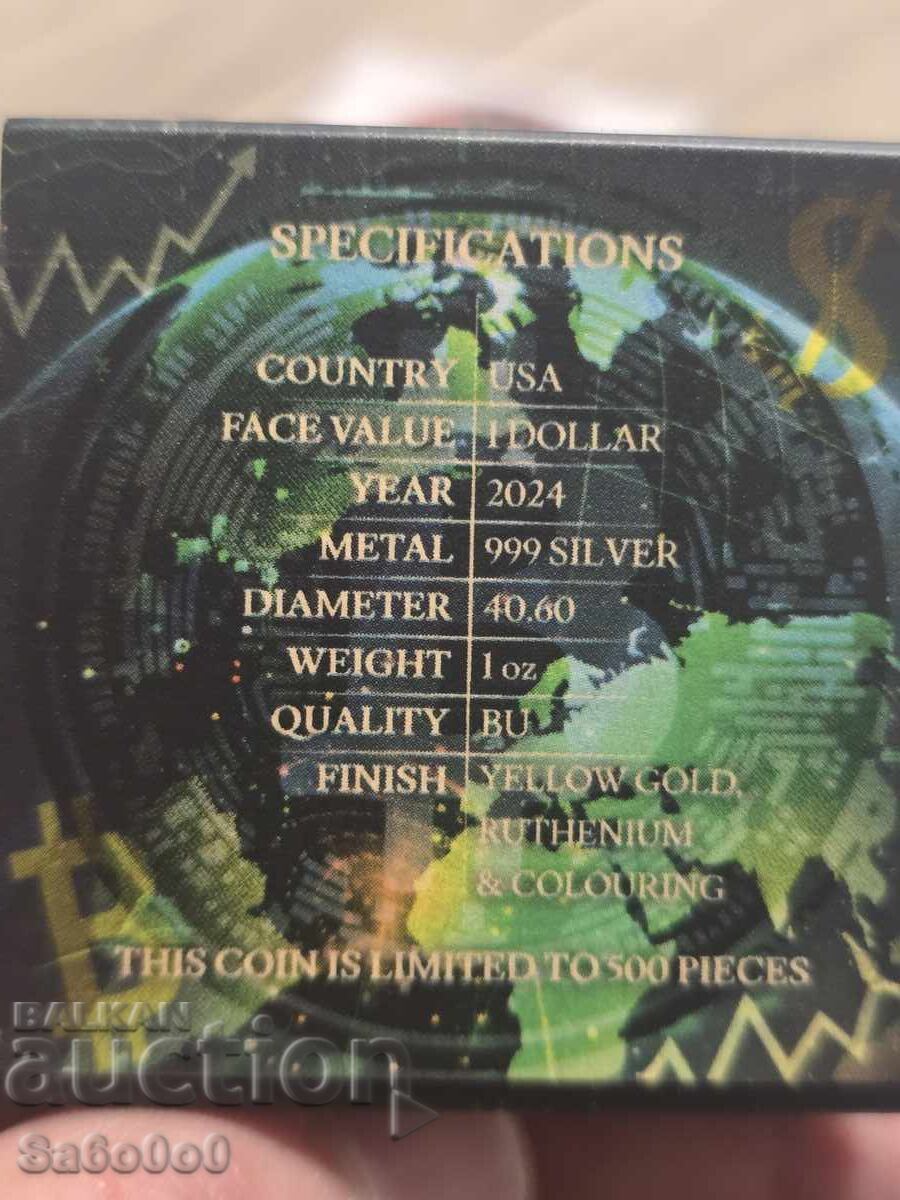 SPECIFICATIONS
COUNTRY USA
FACE VALUE 1 DOLLAR
YEAR 2024
METAL 999 SILVER
DIAMETER 40.60
WEIGHT 1 oz
QUALITY BU
FINISH YELLOW GOLD,
RUTHENIUM
& COLOURING
THIS COIN IS LIMITED TO 500 PIECES
BALKAN
auction
Sa6o0o0